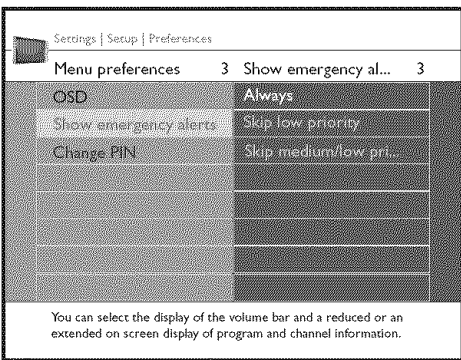 Settings | Setup | Preferences
Menu preferences 3 Show emergency al... 3
OSD Always
Show emergency alerts Skip low priority
Change PIN Skip medium/low pri...
You can select the display of the volume bar and a reduced or an
extended on screen display of program and channel information.